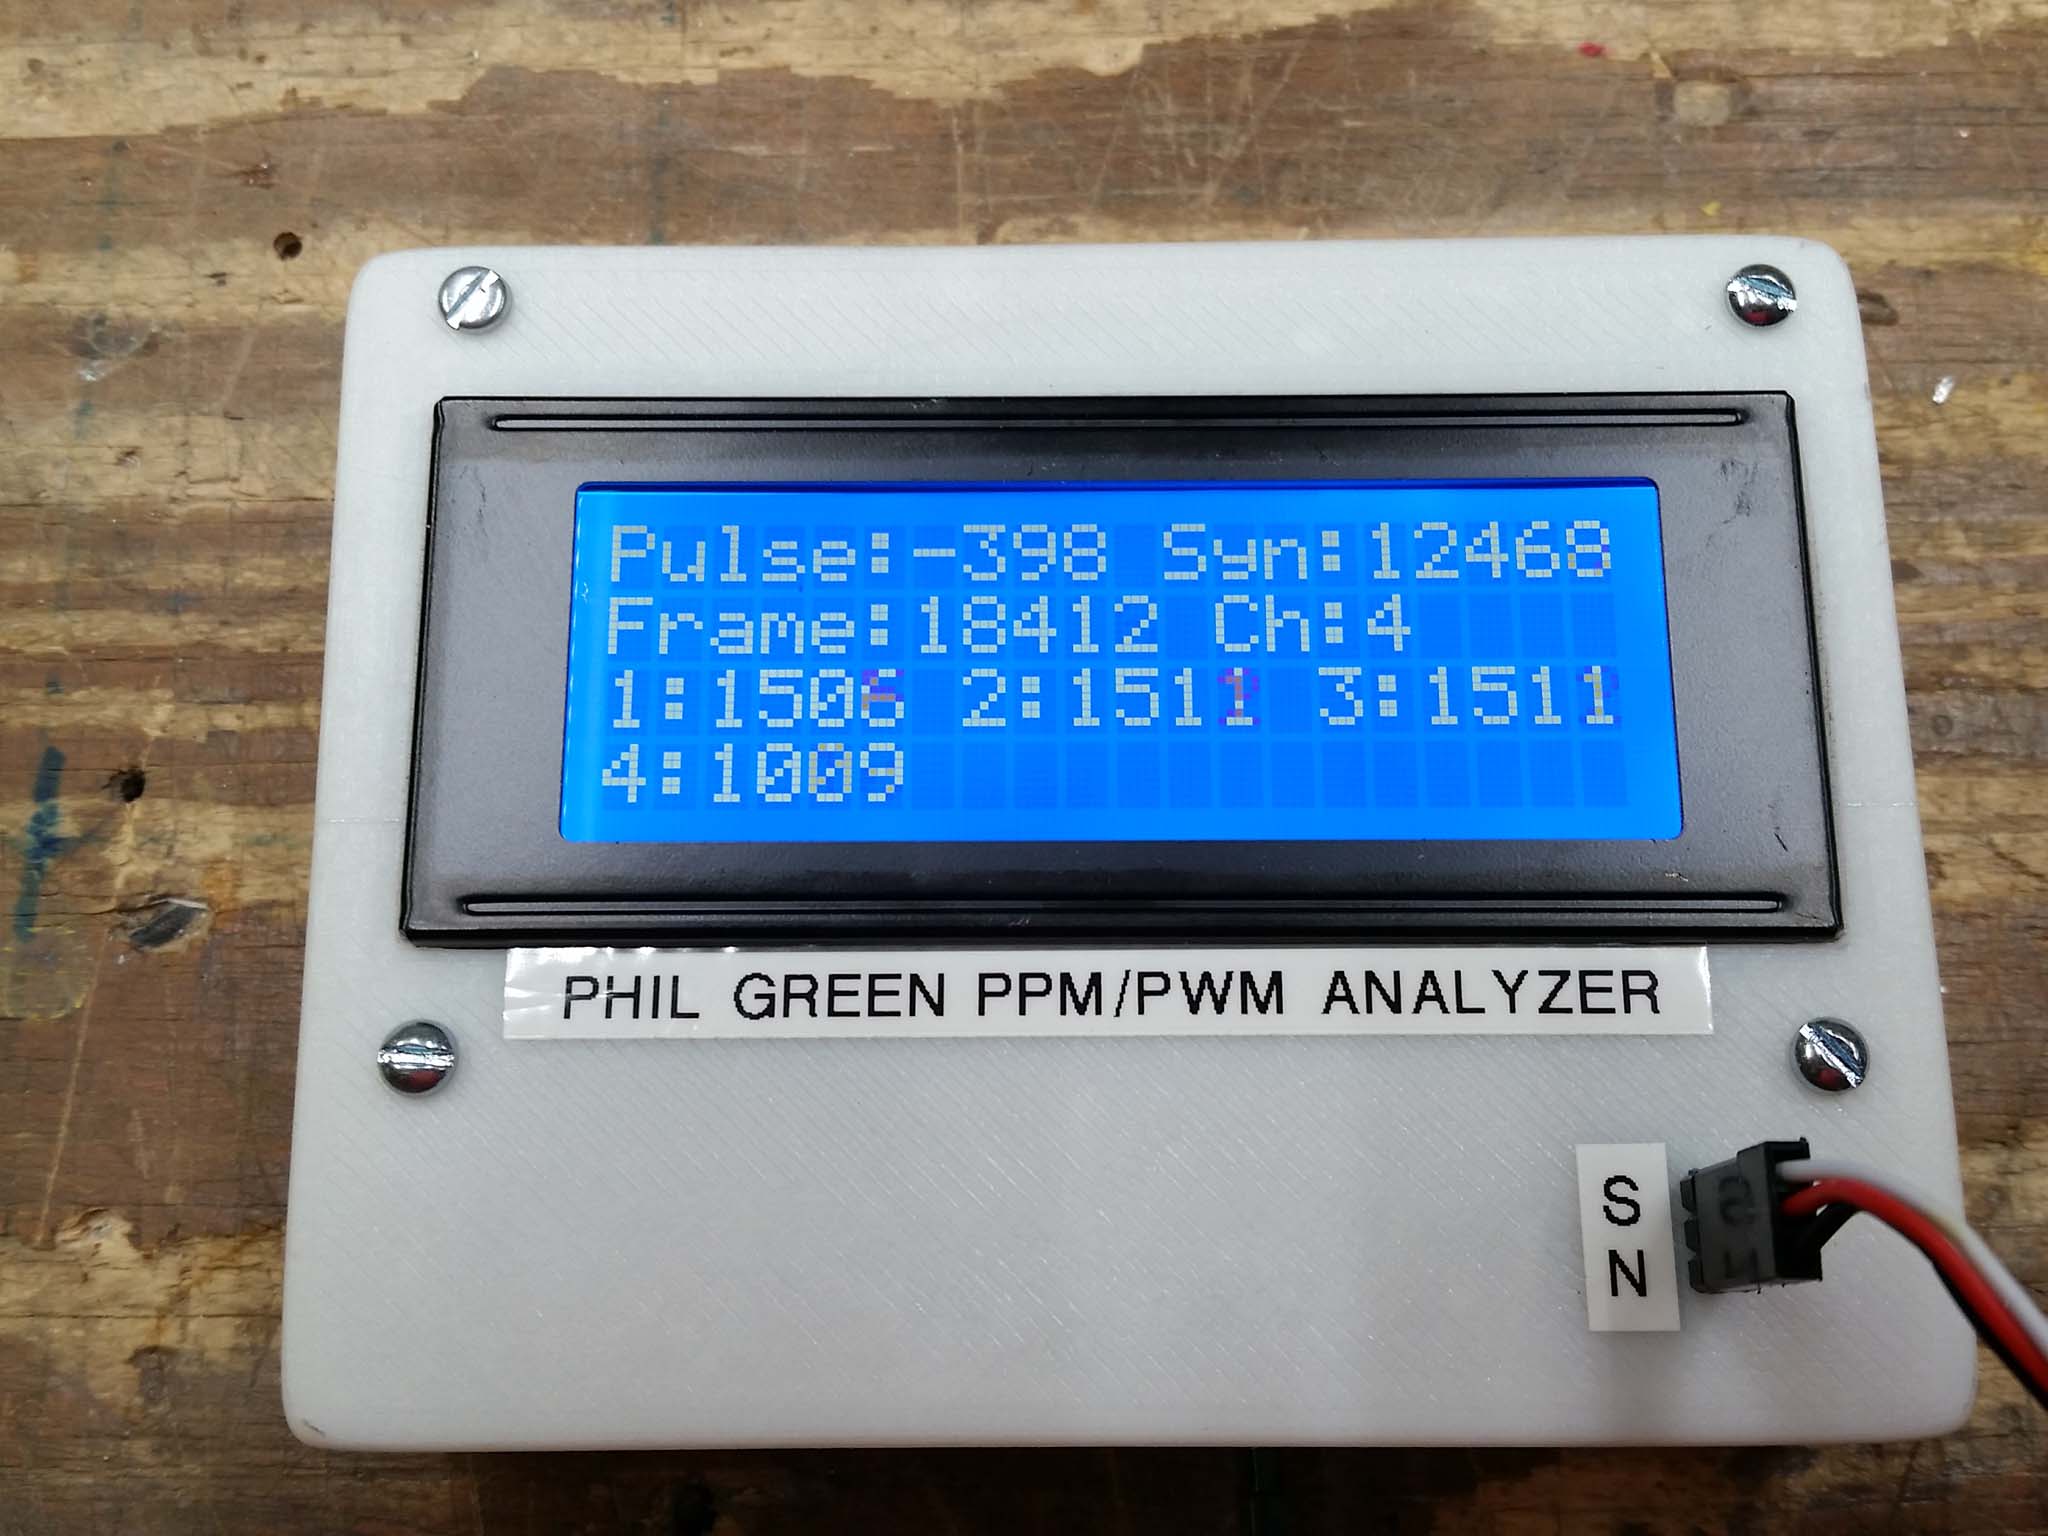 Pulse:-398 Syn:12468
Frame:18412 Ch:4
1:1506 2:1511 3:1511
4:1009
PHIL GREEN PPM/PWM ANALYZER
S
N